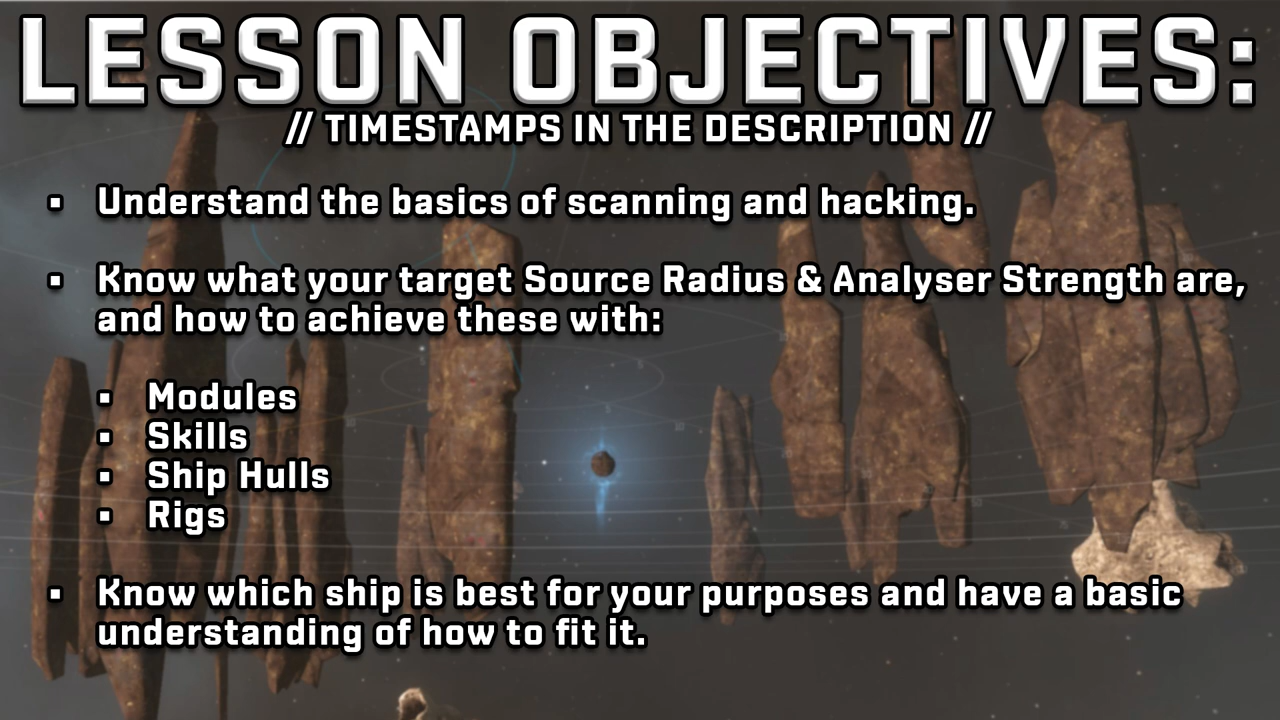 LESSON OBJECTIVES:
// TIMESTAMPS IN THE DESCRIPTION //
▪ Understand the basics of scanning and hacking.
▪ Know what your target Source Radius & Analyser Strength are,
and how to achieve these with:
▪ Modules
▪ Skills
▪ Ship Hulls
▪ Rigs
▪ Know which ship is best for your purposes and have a basic
understanding of how to fit it.